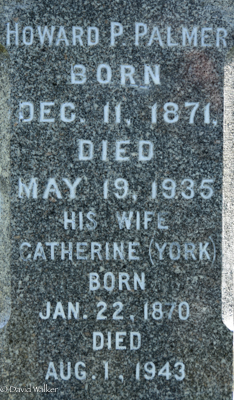 HOWARD P. PALMER
BORN
DEC. 11, 1871.
DIED
MAY 19, 1935
HIS WIFE
CATHERINE (YORK)
BORN
JAN. 22, 1870
DIED
AUG. 1, 1943
© David Walker